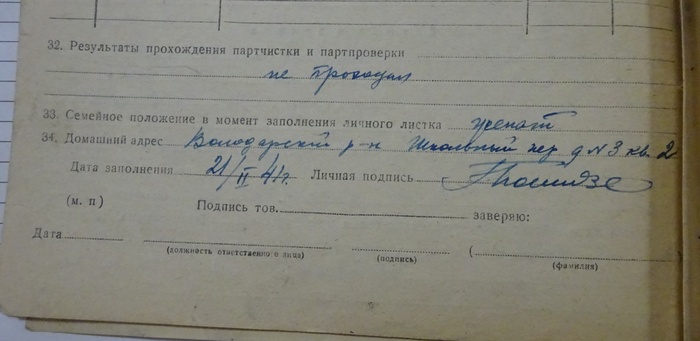 32. Результаты прохождения партчистки и партпроверки
не проходил
33. Семейное положение в момент заполнения личного листка женат
34. Домашний адрес Володарский р-н Школьный пер д N 3 кв. 2
Дата заполнения 21/II 41г. Личная подпись
(м. п) Подпись тов. заверяю:
Дата
(должность ответственного лица) (подпись) (фамилия)